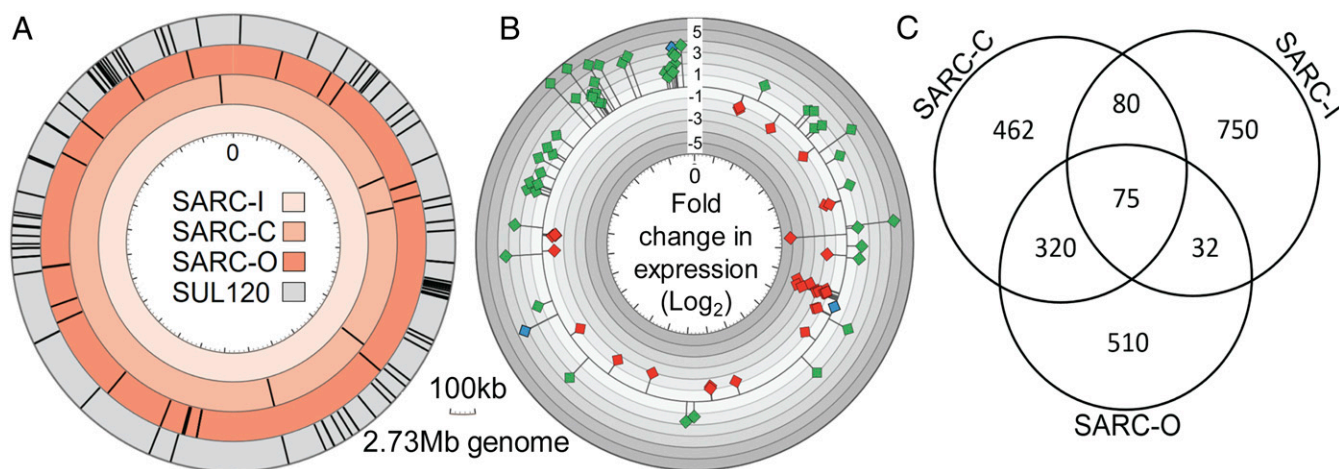 A
0
SARC-I
SARC-C
SARC-O
SUL120
100kb
2.73Mb genome
B
5
3
1
-1
-3
-5
0
Fold
change in
expression
(Log₂)
C
SARC-C
SARC-I
462
80
750
75
320
32
510
SARC-O